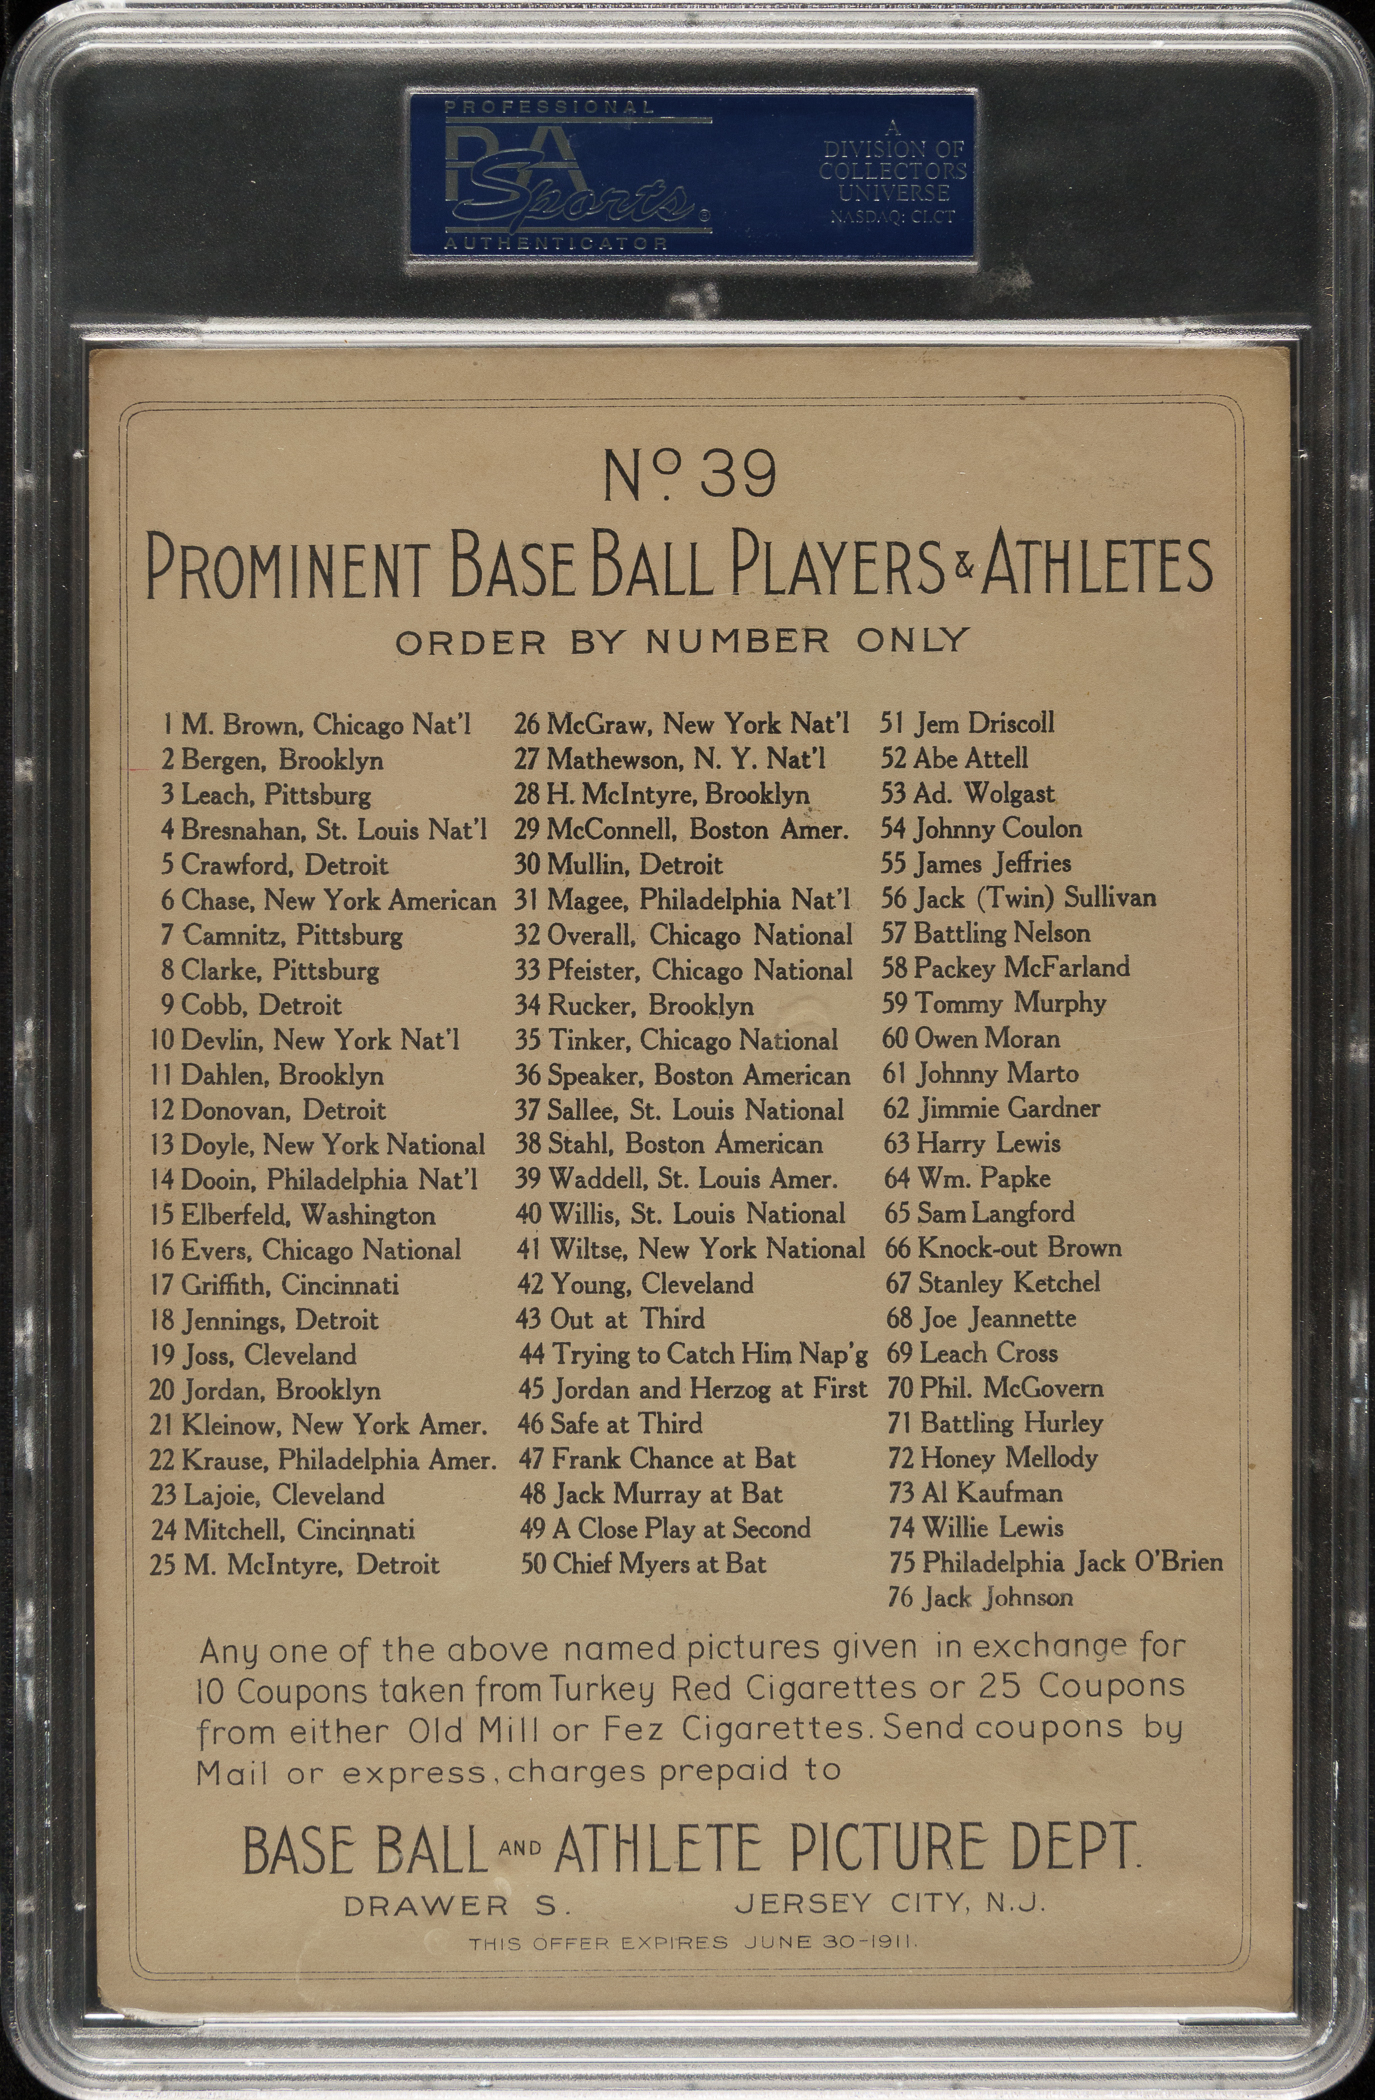 PROFESSIONAL
PSA
Sports®
AUTHENTICATOR
A
DIVISION OF
COLLECTORS
UNIVERSE
NASDAQ: CLCT
Nº 39
PROMINENT BASE BALL PLAYERS & ATHLETES
ORDER BY NUMBER ONLY
1 M. Brown, Chicago Nat'l
2 Bergen, Brooklyn
3 Leach, Pittsburg
4 Bresnahan, St. Louis Nat'l
5 Crawford, Detroit
6 Chase, New York American
7 Camnitz, Pittsburg
8 Clarke, Pittsburg
9 Cobb, Detroit
10 Devlin, New York Nat'l
11 Dahlen, Brooklyn
12 Donovan, Detroit
13 Doyle, New York National
14 Dooin, Philadelphia Nat'l
15 Elberfeld, Washington
16 Evers, Chicago National
17 Griffith, Cincinnati
18 Jennings, Detroit
19 Joss, Cleveland
20 Jordan, Brooklyn
21 Kleinow, New York Amer.
22 Krause, Philadelphia Amer.
23 Lajoie, Cleveland
24 Mitchell, Cincinnati
25 M. McIntyre, Detroit
26 McGraw, New York Nat'l
27 Mathewson, N. Y. Nat'l
28 H. McIntyre, Brooklyn
29 McConnell, Boston Amer.
30 Mullin, Detroit
31 Magee, Philadelphia Nat'l
32 Overall, Chicago National
33 Pfeister, Chicago National
34 Rucker, Brooklyn
35 Tinker, Chicago National
36 Speaker, Boston American
37 Sallee, St. Louis National
38 Stahl, Boston American
39 Waddell, St. Louis Amer.
40 Willis, St. Louis National
41 Wiltse, New York National
42 Young, Cleveland
43 Out at Third
44 Trying to Catch Him Nap'g
45 Jordan and Herzog at First
46 Safe at Third
47 Frank Chance at Bat
48 Jack Murray at Bat
49 A Close Play at Second
50 Chief Myers at Bat
51 Jem Driscoll
52 Abe Attell
53 Ad. Wolgast
54 Johnny Coulon
55 James Jeffries
56 Jack (Twin) Sullivan
57 Battling Nelson
58 Packey McFarland
59 Tommy Murphy
60 Owen Moran
61 Johnny Marto
62 Jimmie Gardner
63 Harry Lewis
64 Wm. Papke
65 Sam Langford
66 Knock-out Brown
67 Stanley Ketchel
68 Joe Jeannette
69 Leach Cross
70 Phil. McGovern
71 Battling Hurley
72 Honey Mellody
73 Al Kaufman
74 Willie Lewis
75 Philadelphia Jack O'Brien
76 Jack Johnson
Any one of the above named pictures given in exchange for
10 Coupons taken from Turkey Red Cigarettes or 25 Coupons
from either Old Mill or Fez Cigarettes. Send coupons by
Mail or express, charges prepaid to
BASE BALL AND ATHLETE PICTURE DEPT.
DRAWER S. JERSEY CITY, N.J.
THIS OFFER EXPIRES JUNE 30-1911.